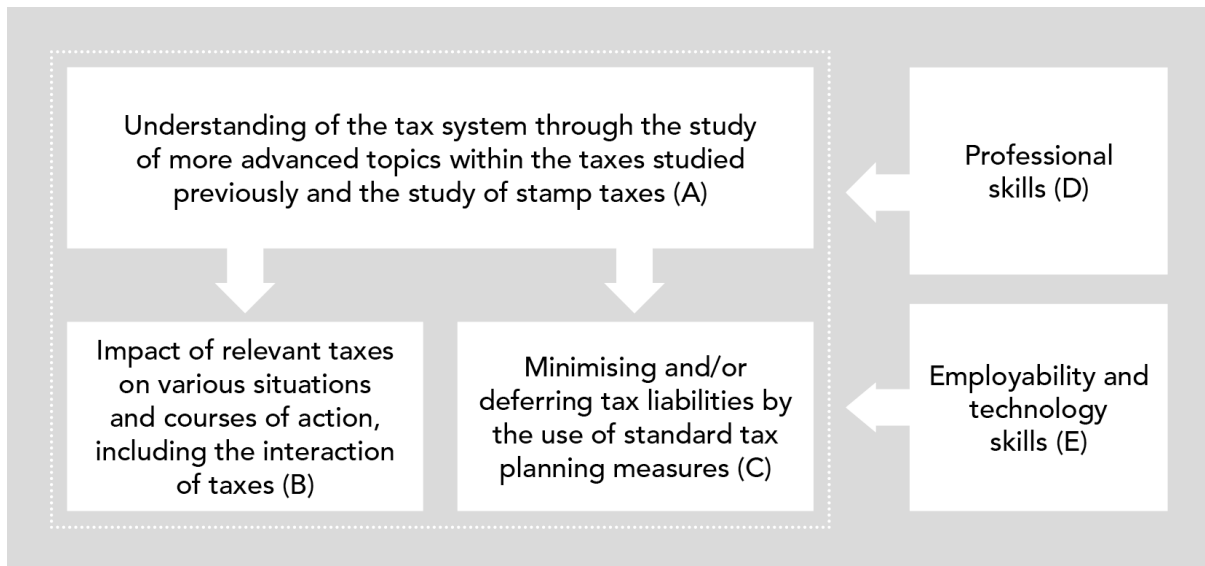 Understanding of the tax system through the study
of more advanced topics within the taxes studied
previously and the study of stamp taxes (A)
Professional
skills (D)
Impact of relevant taxes
on various situations
and courses of action,
including the interaction
of taxes (B)
Minimising and/or
deferring tax liabilities by
the use of standard tax
planning measures (C)
Employability and
technology
skills (E)